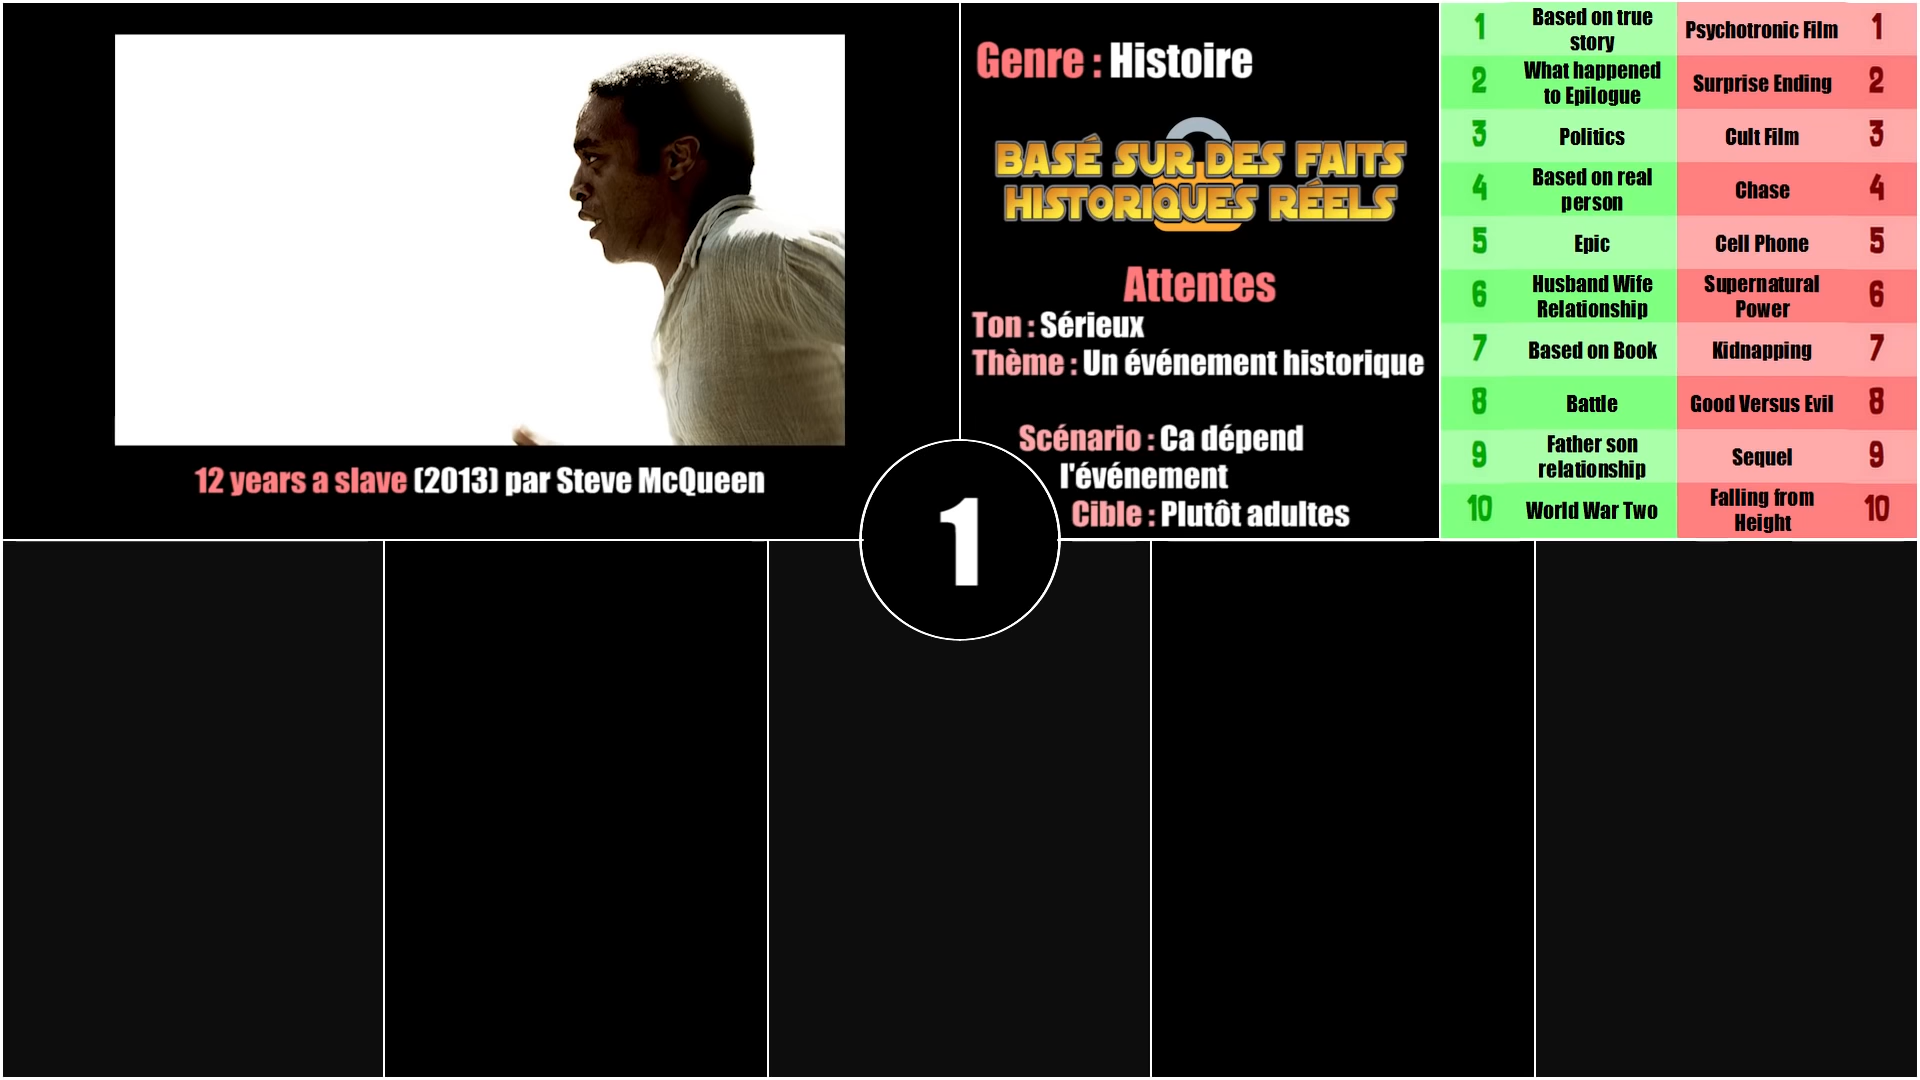 12 years a slave (2013) par Steve McQueen
Genre : Histoire
BASÉ SUR DES FAITS
HISTORIQUES RÉELS
Attentes
Ton : Sérieux
Thème : Un événement historique
Scénario : Ca dépend
l'événement
Cible : Plutôt adultes
1
1 Based on true
story
Psychotronic Film 1
2 What happened
to Epilogue
Surprise Ending 2
3 Politics
Cult Film 3
4 Based on real
person
Chase 4
5 Epic
Cell Phone 5
6 Husband Wife
Relationship
Supernatural
Power 6
7 Based on Book
Kidnapping 7
8 Battle
Good Versus Evil 8
9 Father son
relationship
Sequel 9
10 World War Two
Falling from
Height 10